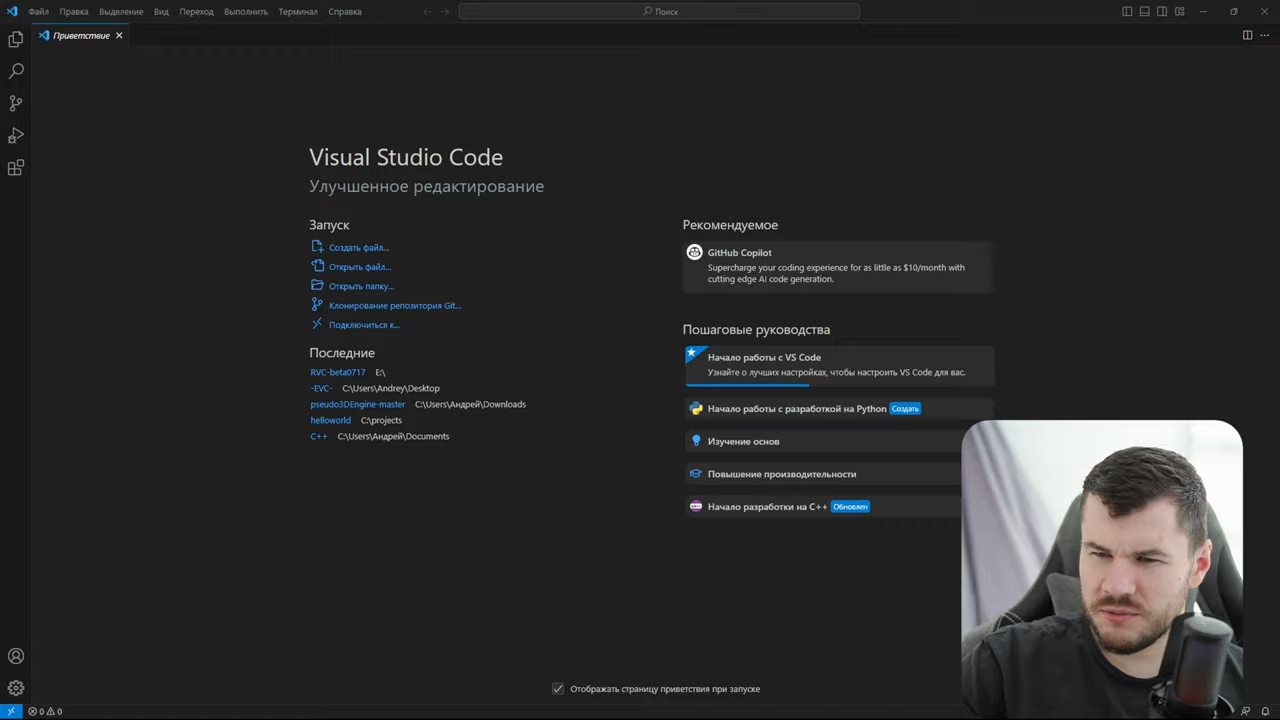 Файл Правка Выделение Вид Переход Выполнить Терминал Справка Поиск
Приветствие
Visual Studio Code
Улучшенное редактирование
Запуск
Создать файл...
Открыть файл...
Открыть папку...
Клонирование репозитория Git...
Подключиться к...
Последние
RVC-beta0717 E:\
-EVC- C:\Users\Andrey\Desktop
pseudo3DEngine-master C:\Users\Андрей\Downloads
helloworld C:\projects
C++ C:\Users\Андрей\Documents
Рекомендуемое
GitHub Copilot
Supercharge your coding experience for as little as $10/month with
cutting edge AI code generation.
Пошаговые руководства
Начало работы с VS Code
Узнайте о лучших настройках, чтобы настроить VS Code для вас.
Начало работы с разработкой на Python Создать
Изучение основ
Повышение производительности
Начало разработки на C++ Обновлен
Отображать страницу приветствия при запуске
0 0